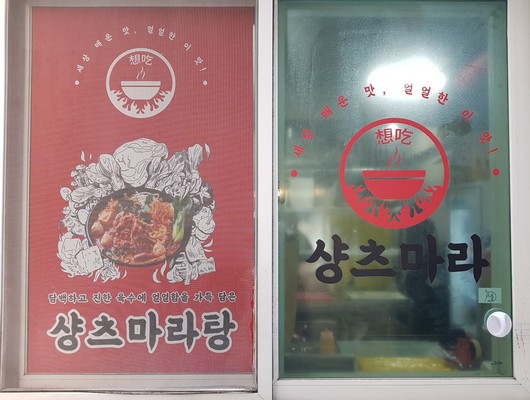 세상 매운 맛, 얼얼한 이 맛!
想吃
담백하고 진한 육수에 얼얼함을 가득 담은
샹츠마라탕
세상 매운 맛, 얼얼한 이 맛!
想吃
샹츠마라